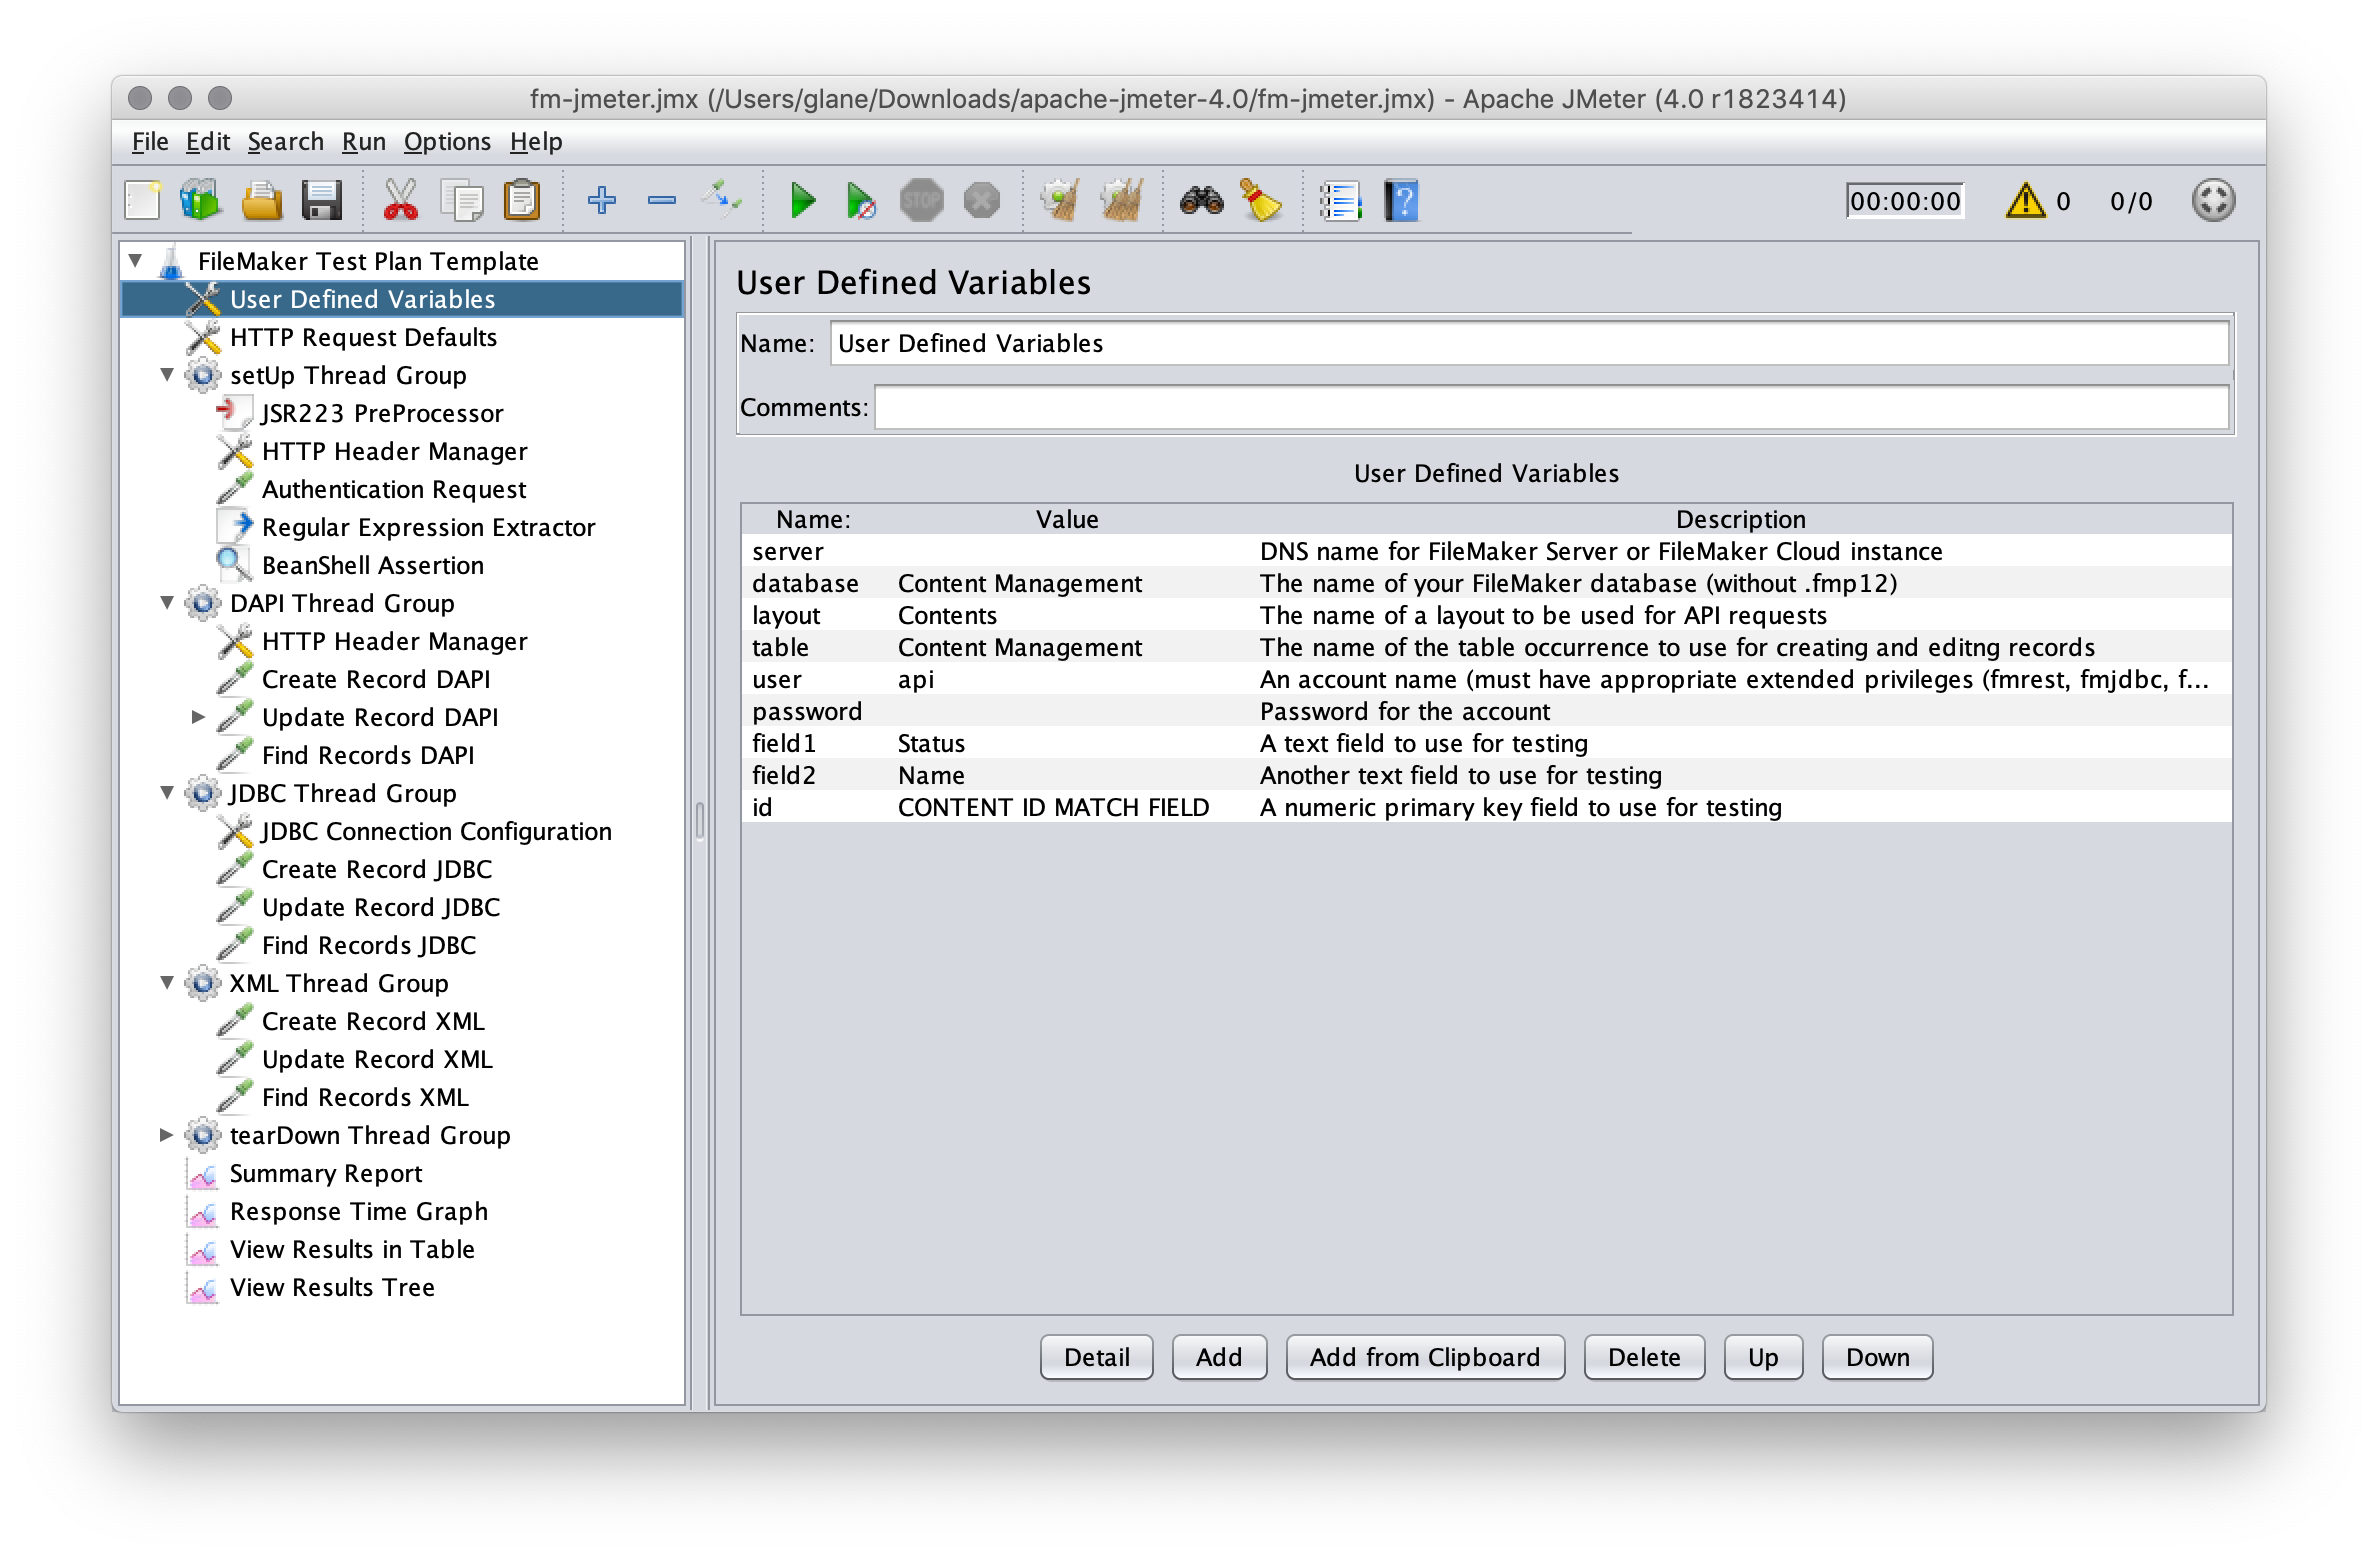 fm-jmeter.jmx (/Users/glane/Downloads/apache-jmeter-4.0/fm-jmeter.jmx) - Apache JMeter (4.0 r1823414)
File Edit Search Run Options Help
STOP 00:00:00 0 0/0
FileMaker Test Plan Template
User Defined Variables
HTTP Request Defaults
setUp Thread Group
JSR223 PreProcessor
HTTP Header Manager
Authentication Request
Regular Expression Extractor
BeanShell Assertion
DAPI Thread Group
HTTP Header Manager
Create Record DAPI
Update Record DAPI
Find Records DAPI
JDBC Thread Group
JDBC Connection Configuration
Create Record JDBC
Update Record JDBC
Find Records JDBC
XML Thread Group
Create Record XML
Update Record XML
Find Records XML
tearDown Thread Group
Summary Report
Response Time Graph
View Results in Table
View Results Tree
User Defined Variables
Name: User Defined Variables
Comments:
User Defined Variables
Name: Value Description
server DNS name for FileMaker Server or FileMaker Cloud instance
database Content Management The name of your FileMaker database (without .fmp12)
layout Contents The name of a layout to be used for API requests
table Content Management The name of the table occurrence to use for creating and editng records
user api An account name (must have appropriate extended privileges (fmrest, fmjdbc, f...
password Password for the account
field1 Status A text field to use for testing
field2 Name Another text field to use for testing
id CONTENT ID MATCH FIELD A numeric primary key field to use for testing
Detail Add Add from Clipboard Delete Up Down